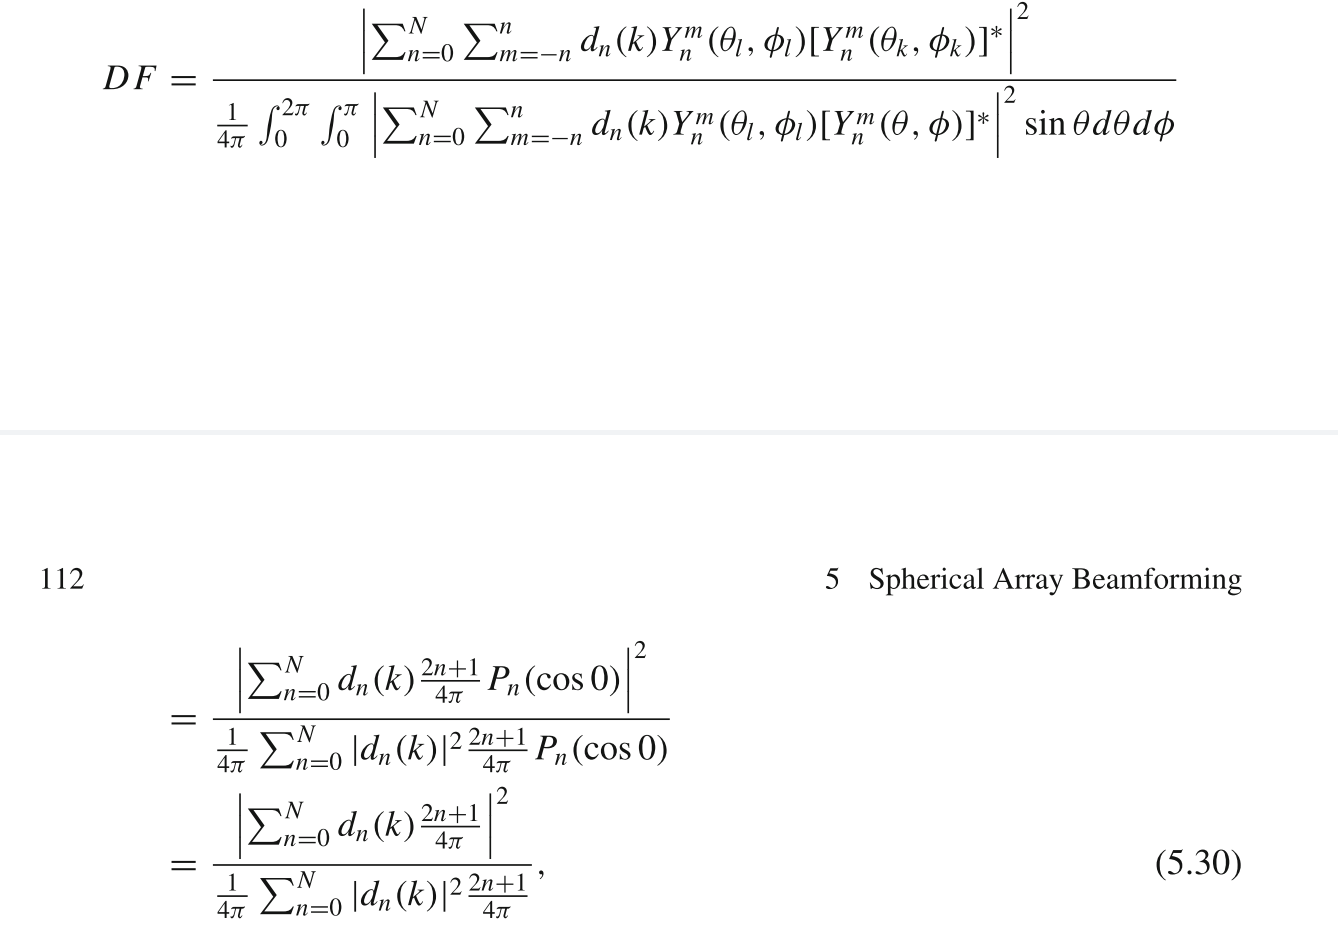 DF = \frac{\left|\sum_{n=0}^{N} \sum_{m=-n}^{n} d_n(k) Y_n^m(\theta_l, \phi_l)[Y_n^m(\theta_k, \phi_k)]^*\right|^2}{\frac{1}{4\pi} \int_0^{2\pi} \int_0^{\pi} \left|\sum_{n=0}^{N} \sum_{m=-n}^{n} d_n(k) Y_n^m(\theta_l, \phi_l)[Y_n^m(\theta, \phi)]^*\right|^2 \sin\theta d\theta d\phi}
112 5 Spherical Array Beamforming
= \frac{\left|\sum_{n=0}^{N} d_n(k) \frac{2n+1}{4\pi} P_n(\cos 0)\right|^2}{\frac{1}{4\pi} \sum_{n=0}^{N} |d_n(k)|^2 \frac{2n+1}{4\pi} P_n(\cos 0)}
= \frac{\left|\sum_{n=0}^{N} d_n(k) \frac{2n+1}{4\pi}\right|^2}{\frac{1}{4\pi} \sum_{n=0}^{N} |d_n(k)|^2 \frac{2n+1}{4\pi}}, (5.30)